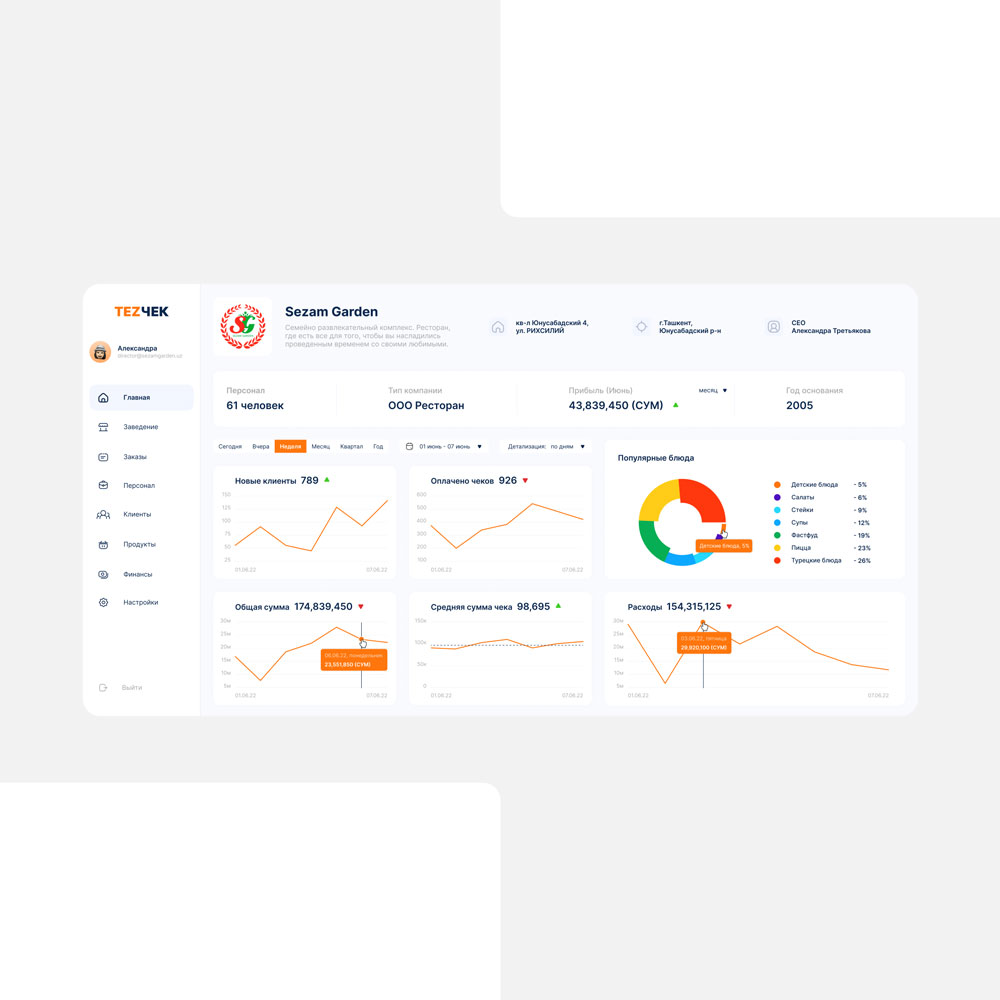 TEZЧЕК
Александра
director@sezamgarden.uz
Главная
Заведение
Заказы
Персонал
Клиенты
Продукты
Финансы
Настройки
Выйти
SG
Sezam Garden
Семейно развлекательный комплекс. Ресторан,
где есть все для того, чтобы вы насладились
проведенным временем со своими любимыми.
кв-л Юнусабадский 4,
ул. РИХСИЛИЙ
г.Ташкент,
Юнусабадский р-н
CEO
Александра Третьякова
Персонал
61 человек
Тип компании
ООО Ресторан
Прибыль (Июнь)
месяц
43,839,450 (СУМ)
Год основания
2005
Сегодня Вчера Неделя Месяц Квартал Год
01 июнь - 07 июнь
Детализация: по дням
Новые клиенты 789
150
125
100
75
50
25
01.06.22 07.06.22
Оплачено чеков 926
600
500
400
300
200
100
01.06.22 07.06.22
Популярные блюда
Детские блюда, 5%
Детские блюда - 5%
Салаты - 6%
Стейки - 9%
Супы - 12%
Фастфуд - 19%
Пицца - 23%
Турецкие блюда - 26%
Общая сумма 174,839,450
30м
25м
20м
15м
10м
5м
06.06.22, понедельник
23,551,850 (СУМ)
01.06.22 07.06.22
Средняя сумма чека 98,695
150к
100к
50к
0
01.06.22 07.06.22
Расходы 154,315,125
30м
25м
20м
15м
10м
5м
03.06.22, пятница
29,820,100 (СУМ)
01.06.22 07.06.22